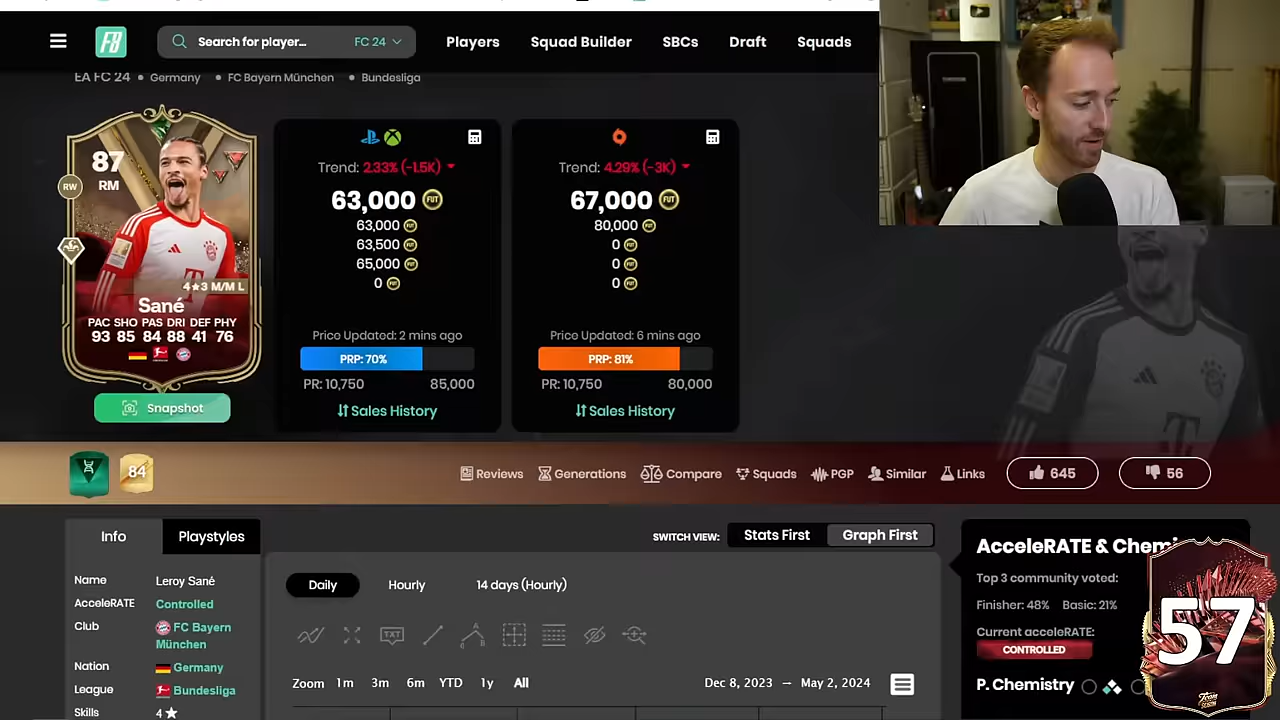 FB
Search for player...
FC 24
Players
Squad Builder
SBCs
Draft
Squads
EA FC 24 • Germany • FC Bayern München • Bundesliga
87
RM
RW
4★3 M/M L
Sané
PAC SHO PAS DRI DEF PHY
93 85 84 88 41 76
Snapshot
Trend: 2.33% (-1.5K)
63,000
63,000
63,500
65,000
0
Price Updated: 2 mins ago
PRP: 70%
PR: 10,750
85,000
Sales History
Trend: 4.29% (-3K)
67,000
80,000
0
0
0
Price Updated: 6 mins ago
PRP: 81%
PR: 10,750
80,000
Sales History
84
Reviews
Generations
Compare
Squads
PGP
Similar
Links
645
56
Info
Playstyles
Name Leroy Sané
AcceleRATE Controlled
Club FC Bayern
München
Nation Germany
League Bundesliga
Skills 4★
SWITCH VIEW:
Stats First
Graph First
Daily
Hourly
14 days (Hourly)
TXT
Zoom 1m 3m 6m YTD 1y All
Dec 8, 2023 → May 2, 2024
AcceleRATE & Chemi
Top 3 community voted:
Finisher: 48% Basic: 21%
Current acceleRATE:
CONTROLLED
P. Chemistry
57